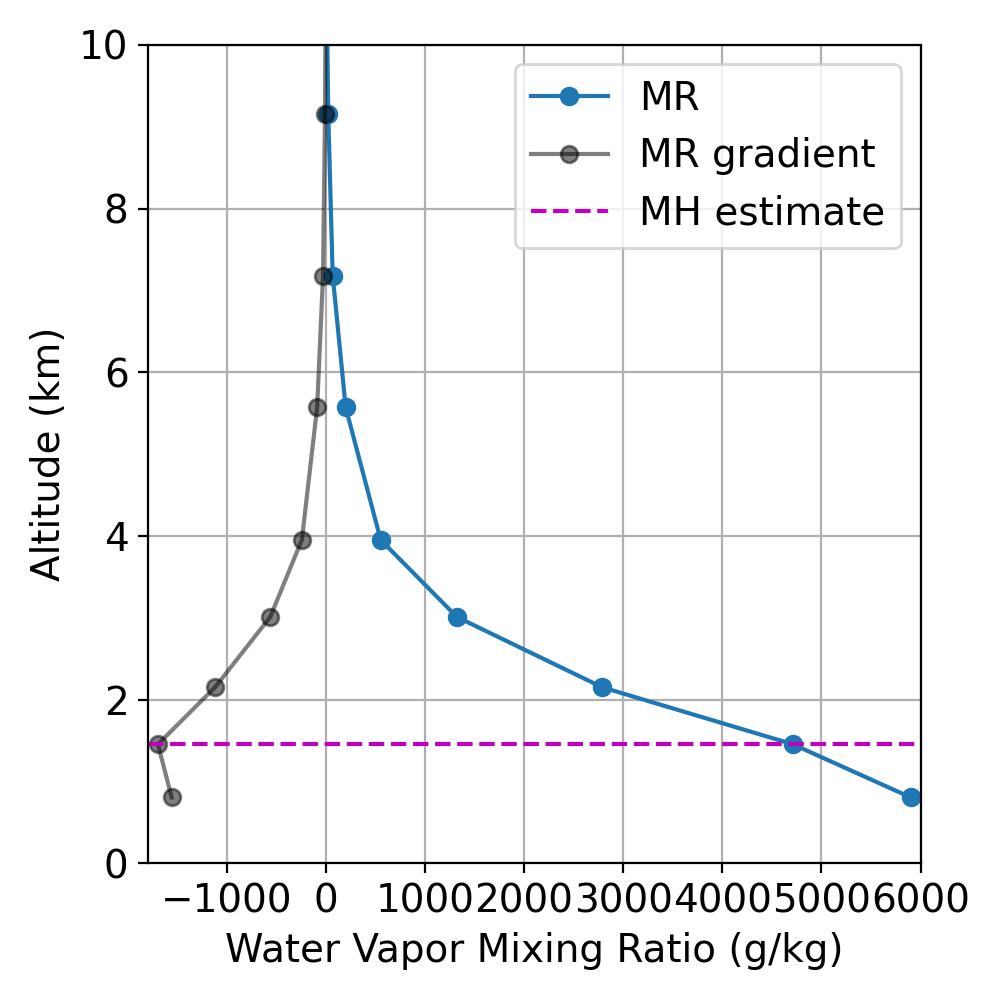 10
8
6
4
2
0
Altitude (km)
MR
MR gradient
MH estimate
−1000 0 1000 2000 3000 4000 5000 6000
Water Vapor Mixing Ratio (g/kg)